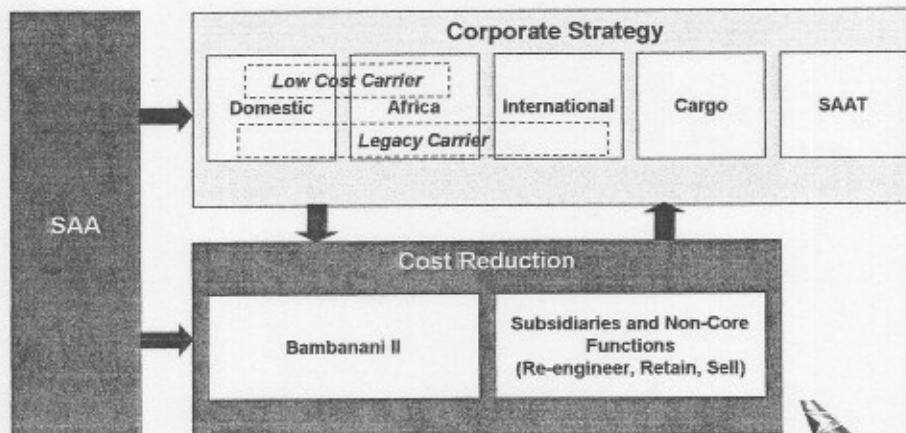 SAA
Corporate Strategy
Low Cost Carrier
Domestic
Africa
International
Cargo
SAAT
Legacy Carrier
Cost Reduction
Bambanani II
Subsidiaries and Non-Core
Functions
(Re-engineer, Retain, Sell)